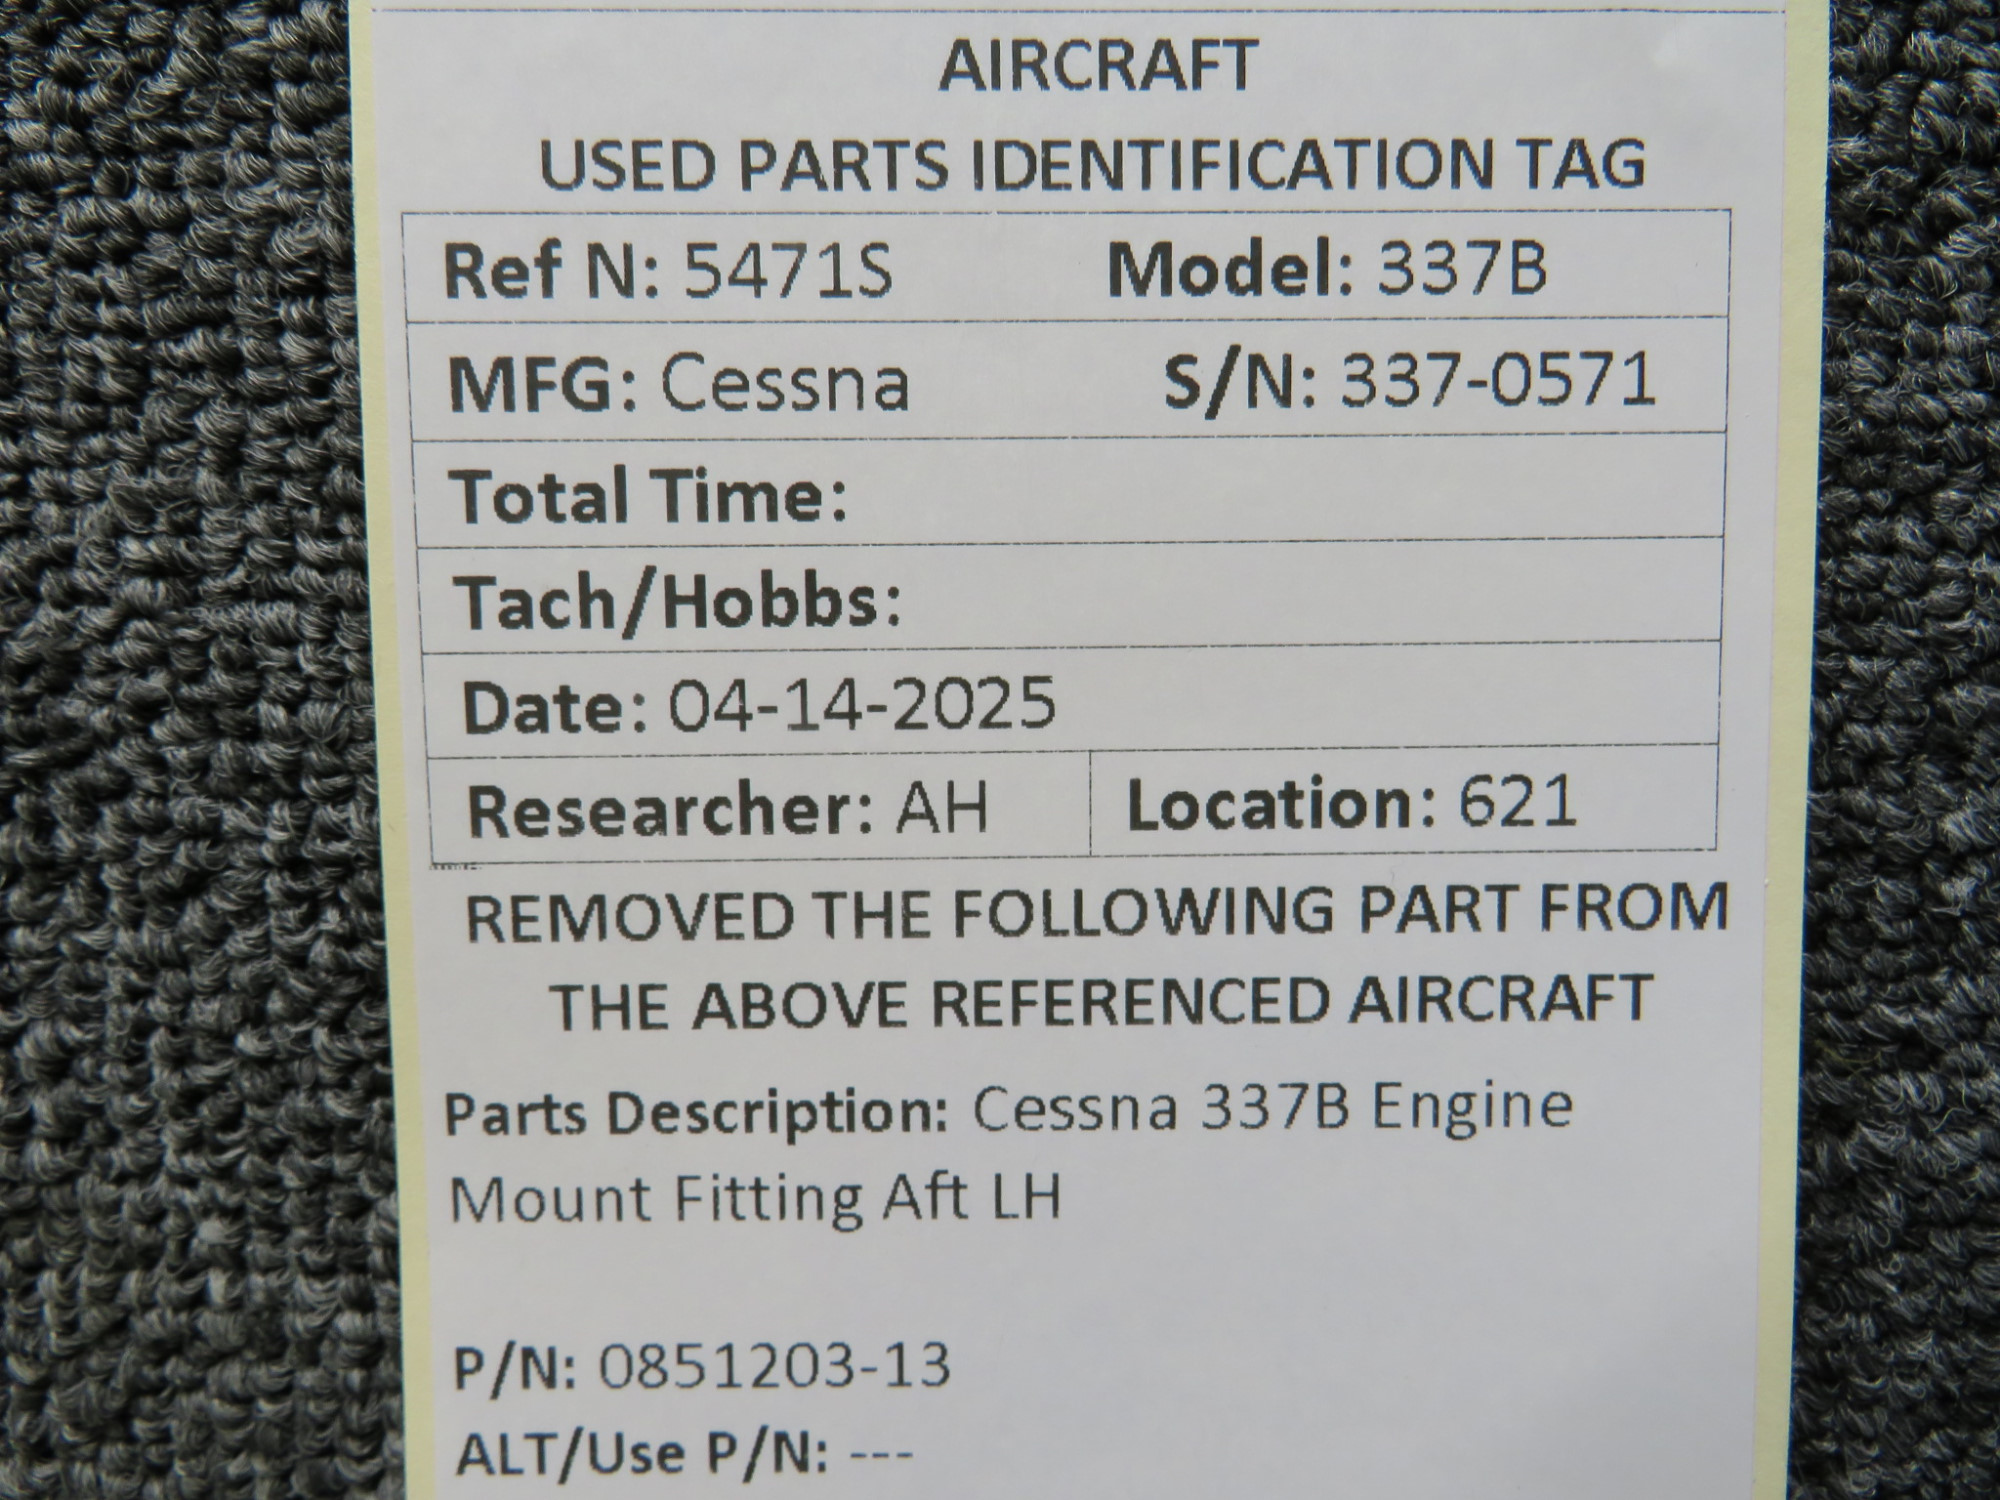 AIRCRAFT
USED PARTS IDENTIFICATION TAG
Ref N: 5471S Model: 337B
MFG: Cessna S/N: 337-0571
Total Time:
Tach/Hobbs:
Date: 04-14-2025
Researcher: AH Location: 621
REMOVED THE FOLLOWING PART FROM
THE ABOVE REFERENCED AIRCRAFT
Parts Description: Cessna 337B Engine
Mount Fitting Aft LH
P/N: 0851203-13
ALT/Use P/N: ---